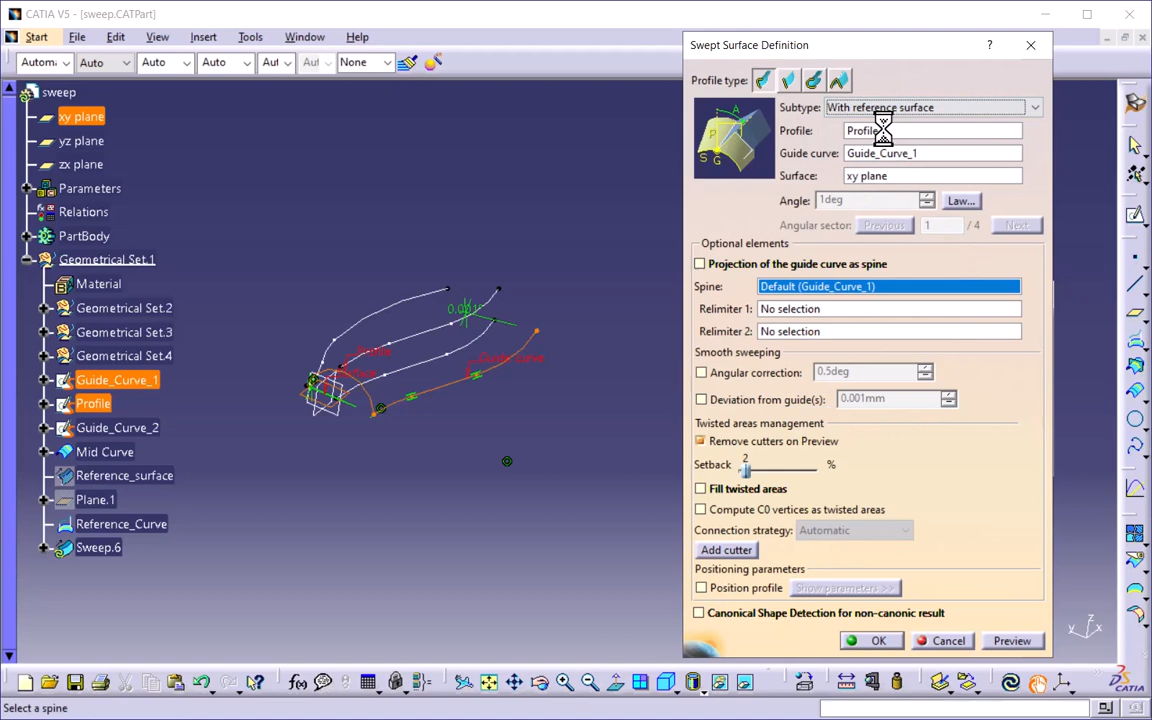 CATIA V5 - [sweep.CATPart]
Start File Edit View Insert Tools Window Help
Automa Auto Auto Auto Aut Aut None
sweep
xy plane
yz plane
zx plane
Parameters
Relations
PartBody
Geometrical Set.1
Material
Geometrical Set.2
Geometrical Set.3
Geometrical Set.4
Guide_Curve_1
Profile
Guide_Curve_2
Mid Curve
Reference_surface
Plane.1
Reference_Curve
Sweep.6
Guide curve
Swept Surface Definition
? 
Profile type:
Subtype: With reference surface
Profile: Profile
Guide curve: Guide_Curve_1
Surface: xy plane
Angle: 1deg Law...
Angular sector: Previous 1 / 4 Next
Optional elements
Projection of the guide curve as spine
Spine: Default (Guide_Curve_1)
Relimiter 1: No selection
Relimiter 2: No selection
Smooth sweeping
Angular correction: 0.5deg
Deviation from guide(s): 0.001mm
Twisted areas management
Remove cutters on Preview
Setback 2 %
Fill twisted areas
Compute C0 vertices as twisted areas
Connection strategy: Automatic
Add cutter
Positioning parameters
Position profile Show parameters >>
Canonical Shape Detection for non-canonic result
OK Cancel Preview
A
P
S G
z
y x
f(x)
CATIA
Select a spine